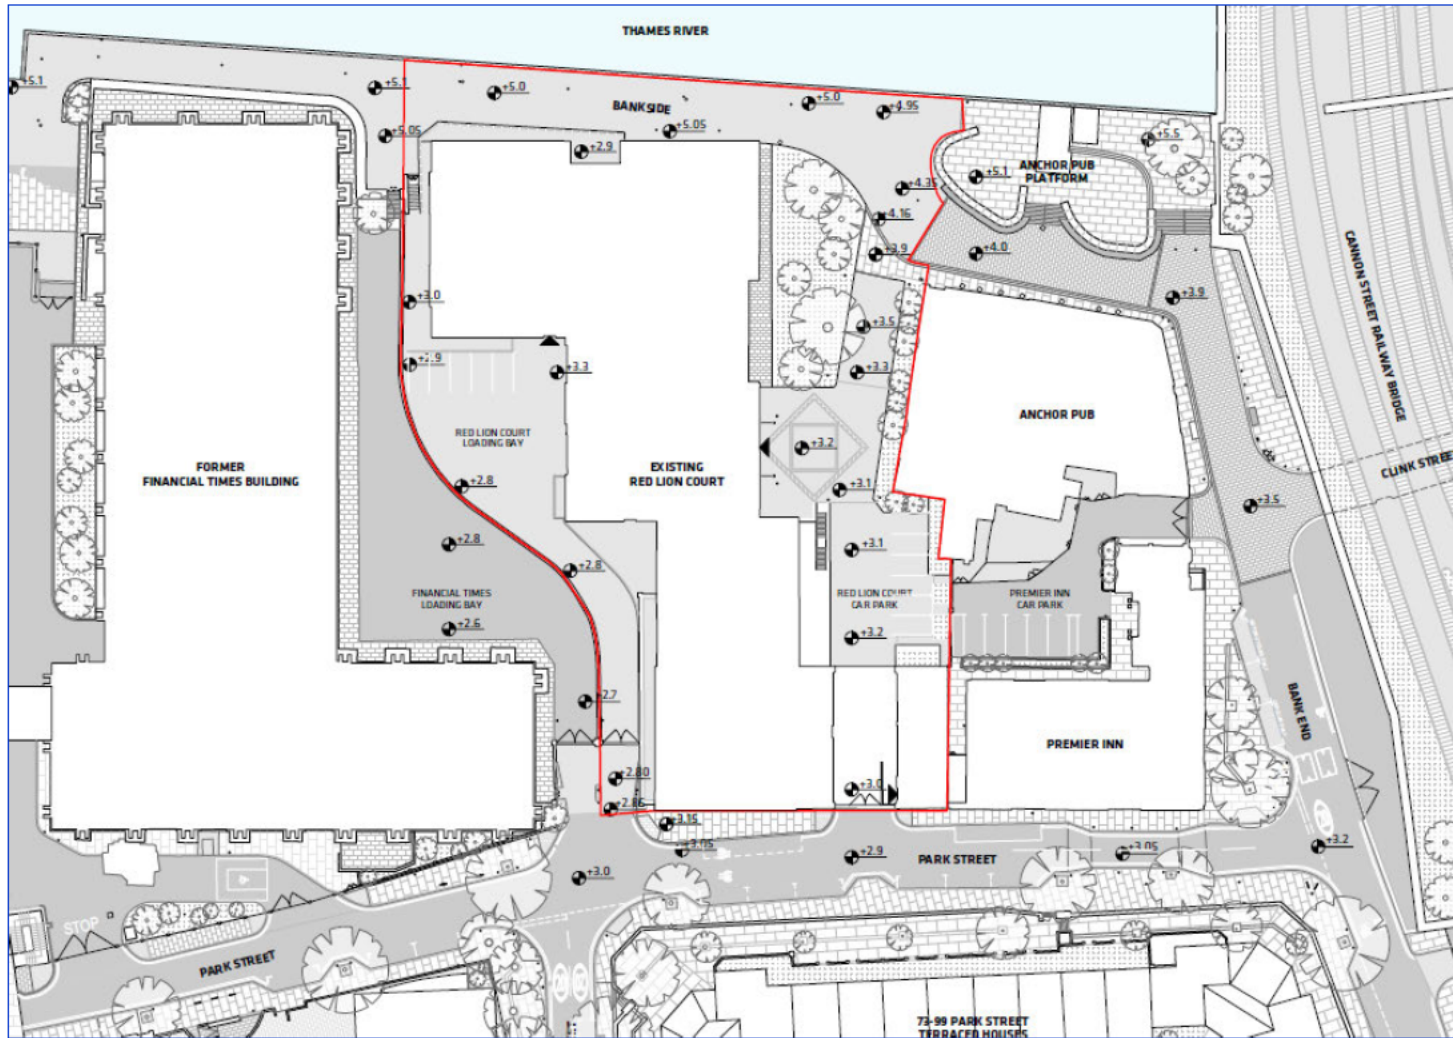 THAMES RIVER
+5.1
+5.1
+5.0
+5.0
+4.95
BANKSIDE
+5.05
+5.05
+5.5
+2.9
ANCHOR PUB
PLATFORM
+5.1
+4.35
+4.16
+3.9
+4.0
+3.0
+3.9
+3.5
CANNON STREET RAILWAY BRIDGE
+2.9
+3.3
+3.3
ANCHOR PUB
RED LION COURT
LOADING BAY
+3.2
CLINK STREET
FORMER
FINANCIAL TIMES BUILDING
EXISTING
RED LION COURT
+2.8
+3.1
+3.5
+2.8
+3.1
+2.8
FINANCIAL TIMES
LOADING BAY
RED LION COURT
CAR PARK
PREMIER INN
CAR PARK
+2.6
+3.2
+2.7
BANK END
PREMIER INN
+2.80
+3.0
+2.86
+3.15
+3.05
+2.9
PARK STREET
+3.05
+3.2
+3.0
STOP
PARK STREET
73-99 PARK STREET
TERRACED HOUSES